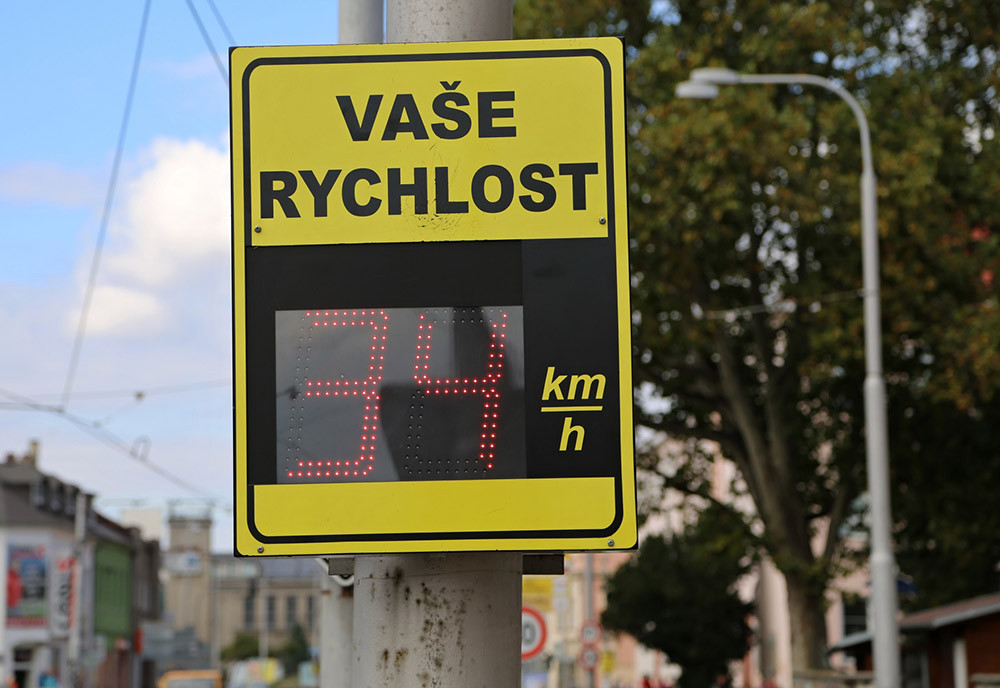 VAŠE
RYCHLOST
34
km
h